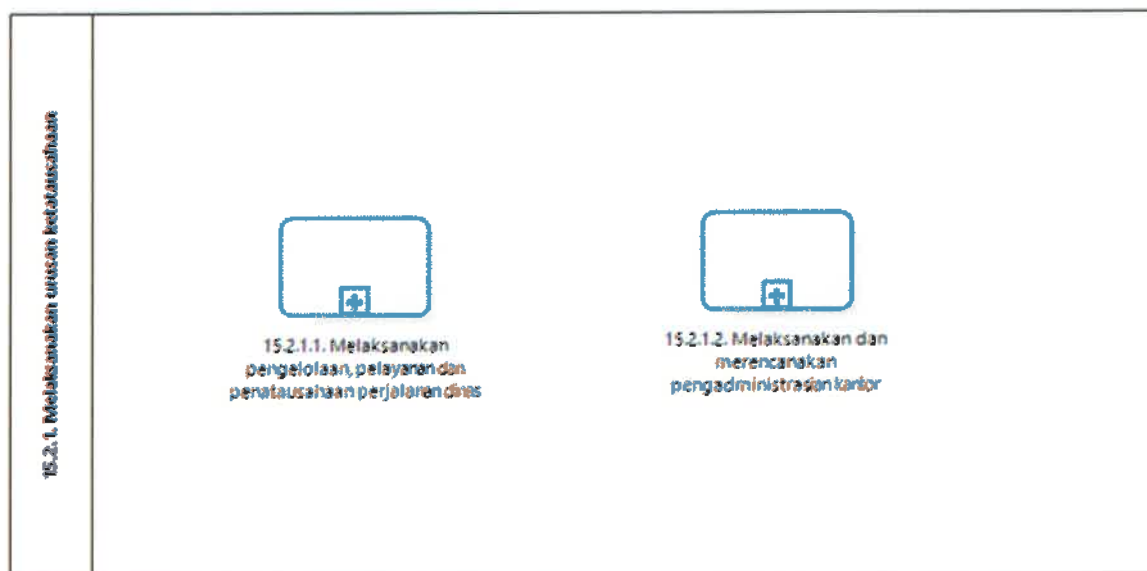 15.2.1. Melaksanakan urusan ketatausahaan
15.2.1.1. Melaksanakan
pengelolaan, pelayanan dan
penatausahaan perjalanan dinas
15.2.1.2. Melaksanakan dan
merencanakan
pengadministrasian kantor